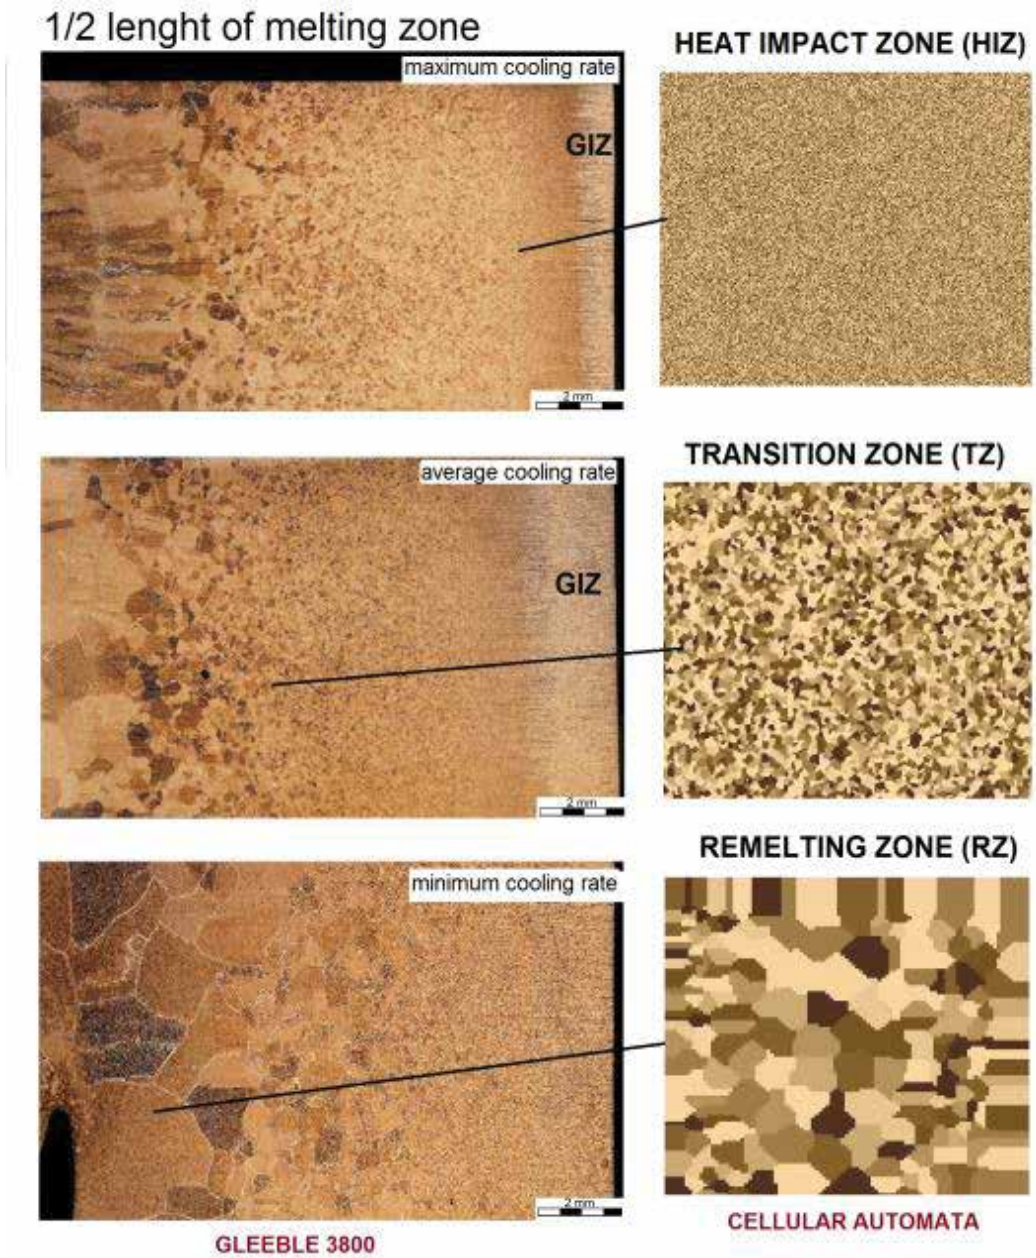 1/2 lenght of melting zone
HEAT IMPACT ZONE (HIZ)
maximum cooling rate
GIZ
2 mm
TRANSITION ZONE (TZ)
average cooling rate
GIZ
2 mm
REMELTING ZONE (RZ)
minimum cooling rate
2 mm
CELLULAR AUTOMATA
GLEEBLE 3800